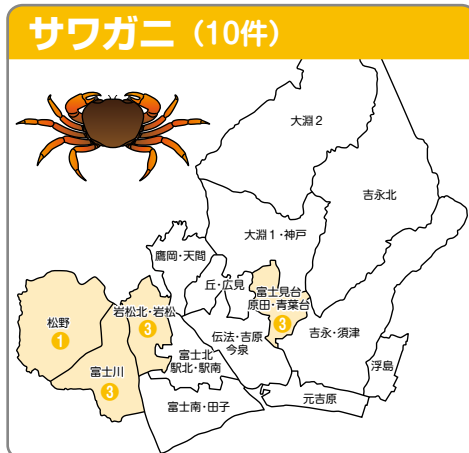 サワガニ（10件）
大淵2
吉永北
大淵1・神戸
鷹岡・天間
丘・広見
富士見台
原田・青葉台
3
岩松北・岩松
3
松野
1
富士川
3
伝法・吉原
今泉
吉永・須津
富士北
駅北・駅南
浮島
富士南・田子
元吉原